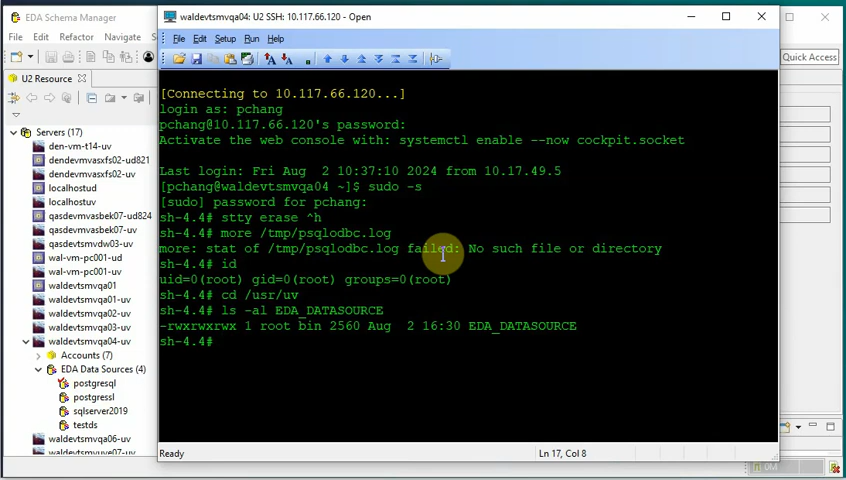 EDA Schema Manager
File Edit Refactor Navigate
U2 Resource
Servers (17)
den-vm-t14-uv
dendevmvasxfs02-ud821
dendevmvasxfs02-uv
localhostud
qasdevmvasbek07-ud824
qasdevtsmvdw03-uv
wal-vm-pc001-ud
wal-vm-pc001-uv
waldevtsmvqa01
waldevtsmvqa01-uv
waldevtsmvqa02-uv
waldevtsmvqa03-uv
waldevtsmvqa04-uv
Accounts (7)
EDA Data Sources (4)
postgresql
postgressl
sqlserver2019
testds
waldevtsmvqa06-uv
waldevtsmvuve07-uv
waldevtsmvqa04: U2 SSH: 10.117.66.120 - Open
File Edit Setup Run Help
[Connecting to 10.117.66.120...]
login as: pchang
pchang@10.117.66.120's password:
Activate the web console with: systemctl enable --now cockpit.socket
Last login: Fri Aug  2 10:37:10 2024 from 10.17.49.5
[pchang@waldevtsmvqa04 ~]$ sudo -s
[sudo] password for pchang:
sh-4.4# stty erase ^h
sh-4.4# more /tmp/psqlodbc.log
more: stat of /tmp/psqlodbc.log failed: No such file or directory
sh-4.4# id
uid=0(root) gid=0(root) groups=0(root)
sh-4.4# cd /usr/uv
sh-4.4# ls -al EDA_DATASOURCE
-rwxrwxrwx 1 root bin 2560 Aug  2 16:30 EDA_DATASOURCE
sh-4.4#
Ready
Ln 17, Col 8
Quick Access
0M